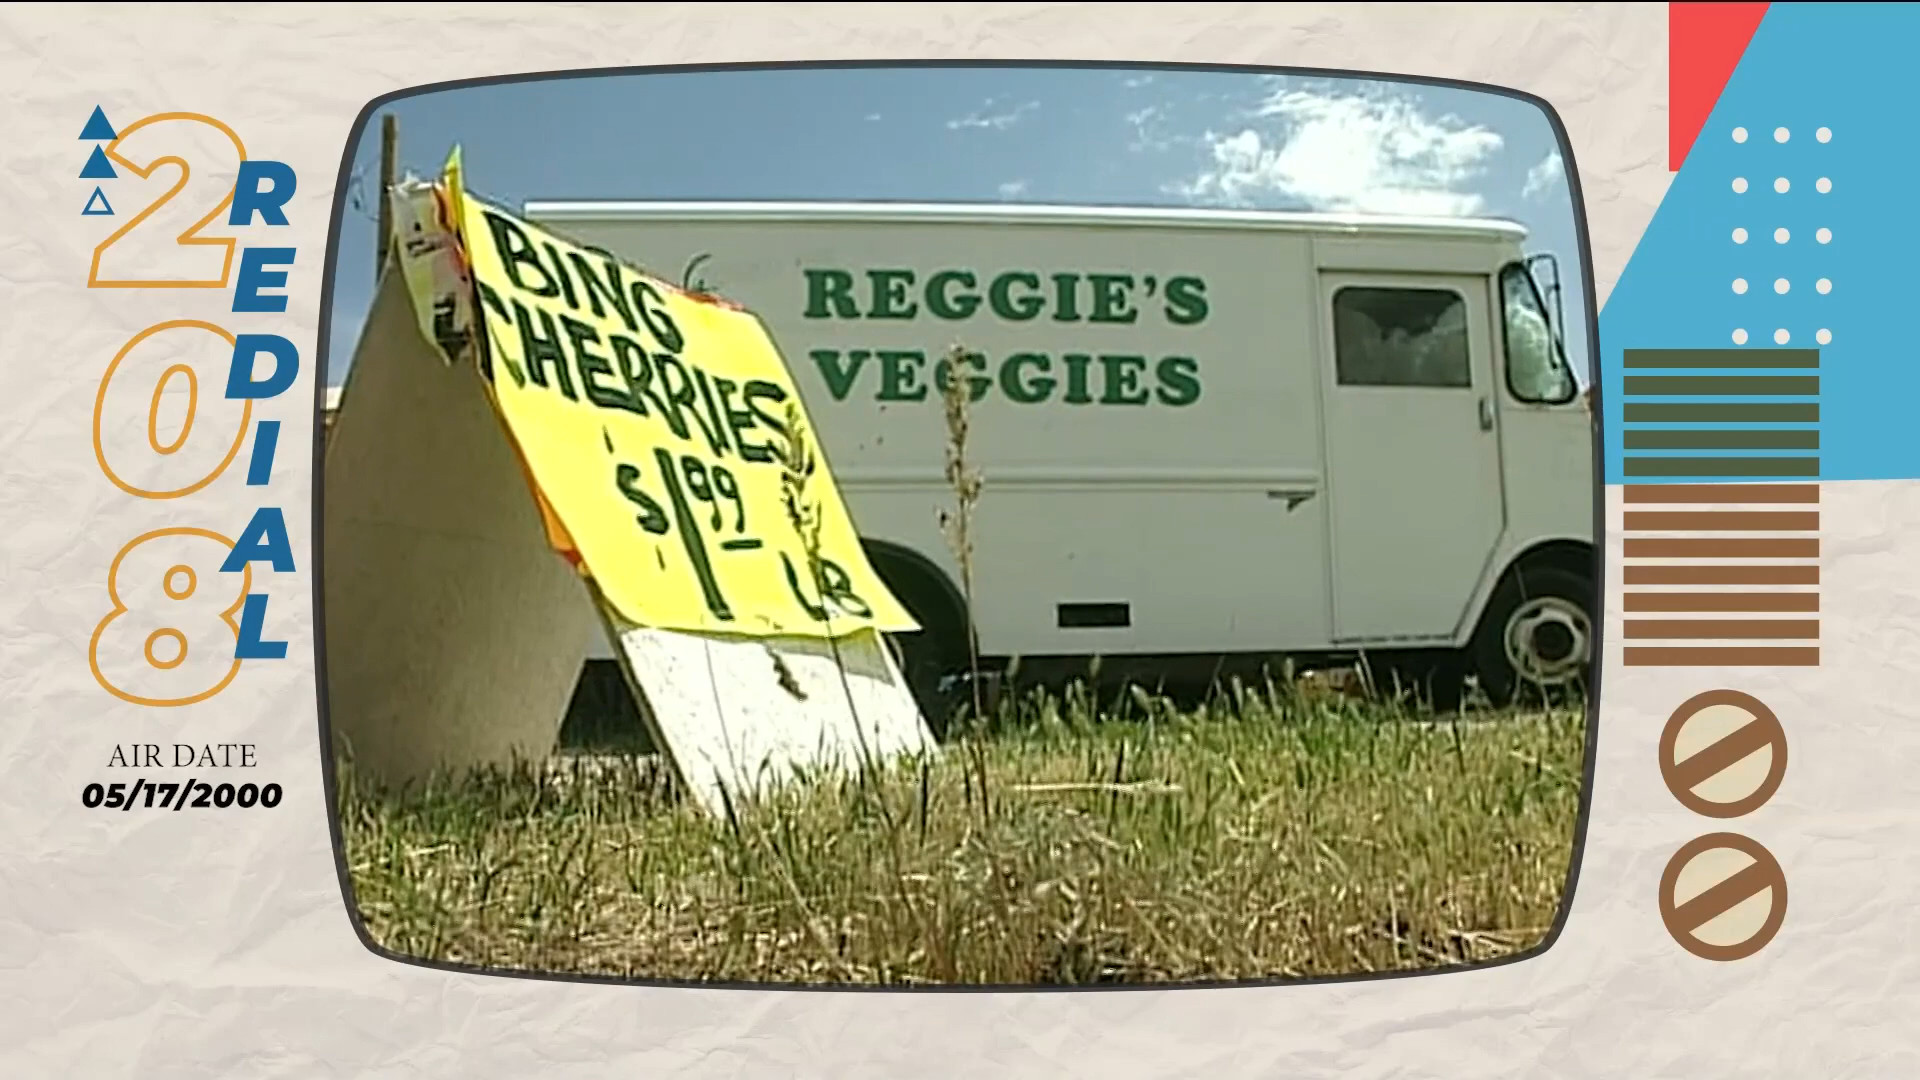 208
REDIAL
AIR DATE
05/17/2000
BING
CHERRIES
$1.99
LB
REGGIE'S
VEGGIES